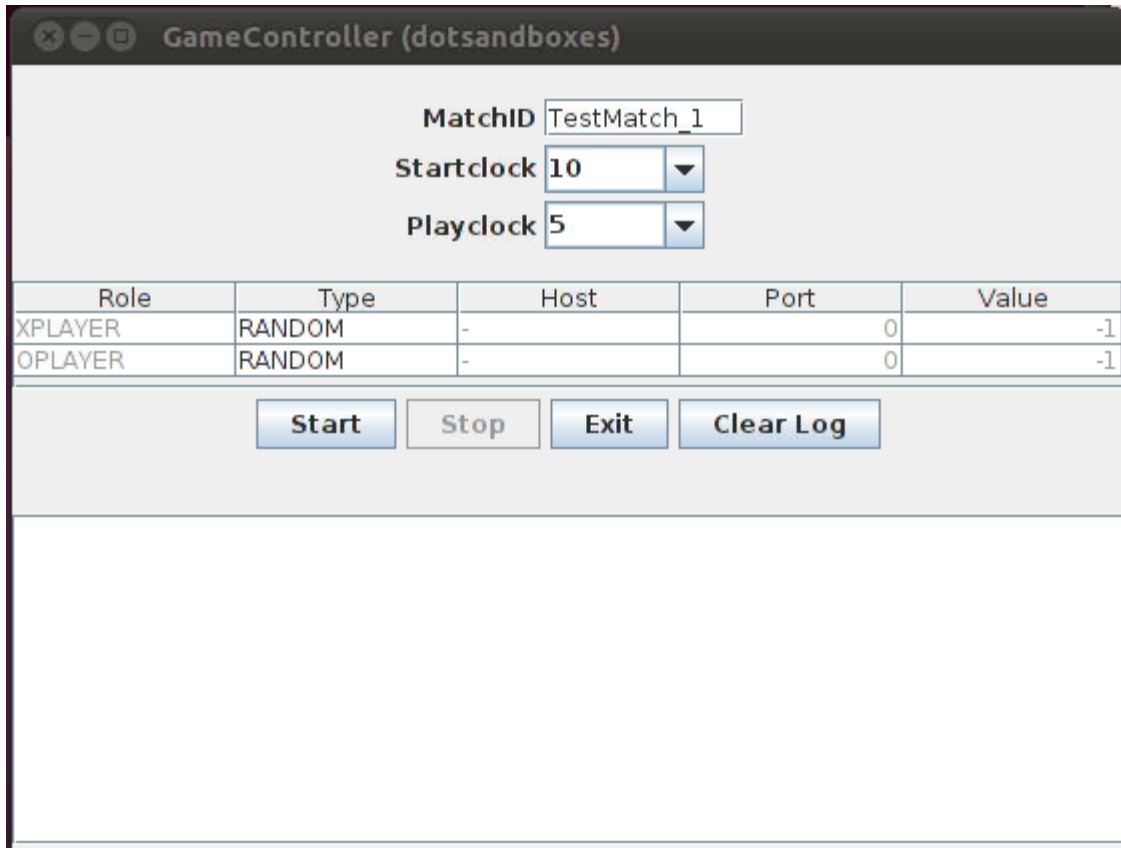 GameController (dotsandboxes)
MatchID TestMatch_1
Startclock 10
Playclock 5
Role Type Host Port Value
XPLAYER RANDOM - 0 -1
OPLAYER RANDOM - 0 -1
Start Stop Exit Clear Log